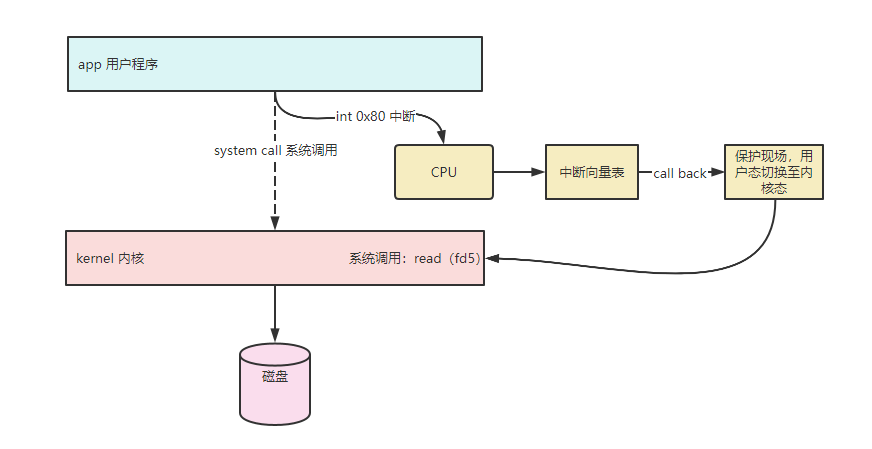 app 用户程序
int 0x80 中断
system call 系统调用
CPU
中断向量表
call back
保护现场，用
户态切换至内
核态
kernel 内核
系统调用：read（fd5）
磁盘